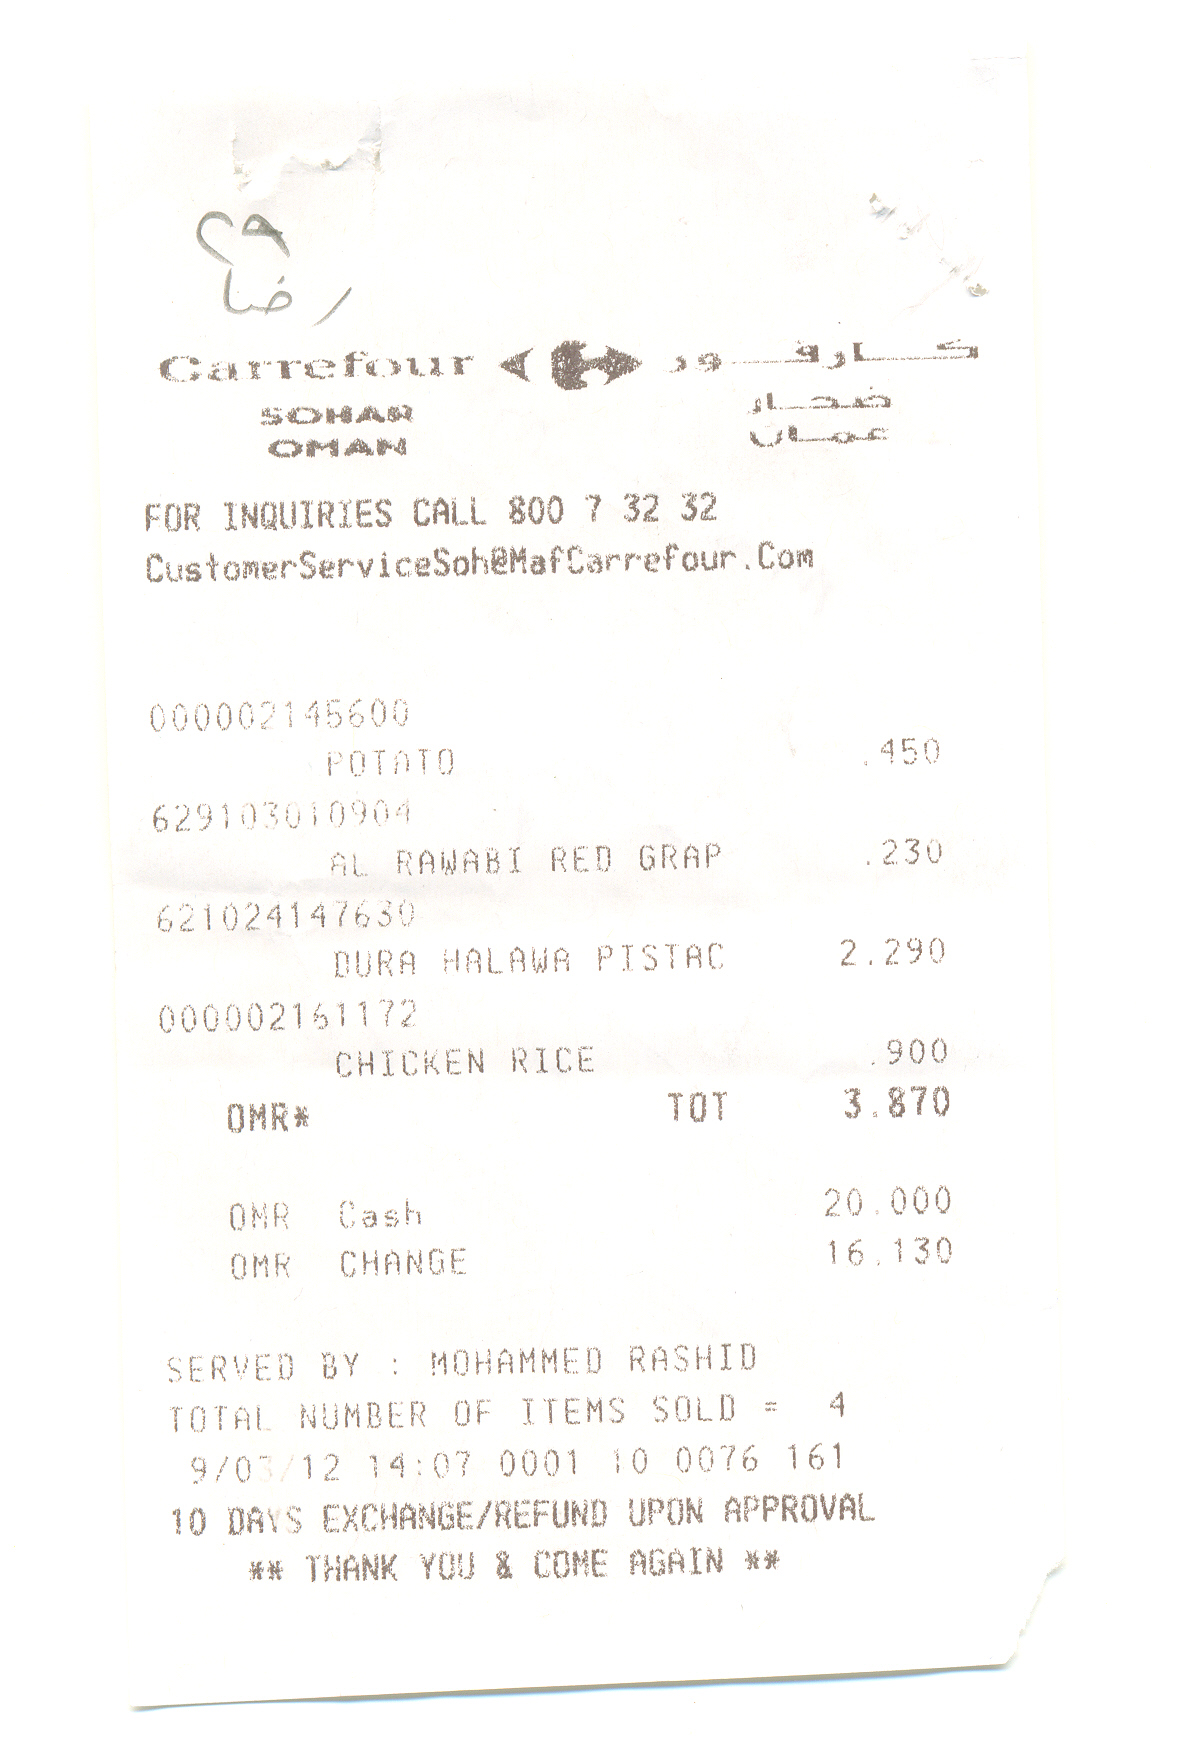 ٢٩
رضا
Carrefour كارفور
SOHAR صحار
OMAN عمان
FOR INQUIRIES CALL 800 7 32 32
CustomerServiceSoh@MafCarrefour.Com
000002145600
POTATO .450
629103010904
AL RAWABI RED GRAP .230
621024147630
DURA HALAWA PISTAC 2.290
000002161172
CHICKEN RICE .900
OMR* TOT 3.870
OMR Cash 20.000
OMR CHANGE 16.130
SERVED BY : MOHAMMED RASHID
TOTAL NUMBER OF ITEMS SOLD = 4
9/03/12 14:07 0001 10 0076 161
10 DAYS EXCHANGE/REFUND UPON APPROVAL
** THANK YOU & COME AGAIN **